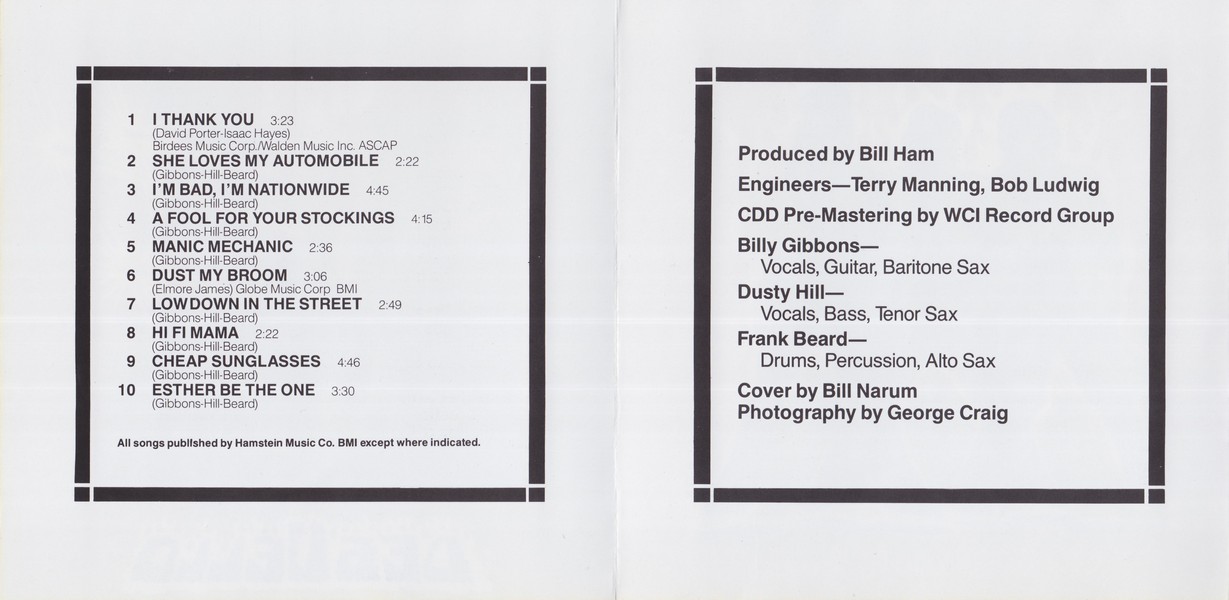 1 I THANK YOU 3:23
(David Porter-Isaac Hayes)
Birdees Music Corp./Walden Music Inc. ASCAP
2 SHE LOVES MY AUTOMOBILE 2:22
(Gibbons-Hill-Beard)
3 I'M BAD, I'M NATIONWIDE 4:45
(Gibbons-Hill-Beard)
4 A FOOL FOR YOUR STOCKINGS 4:15
(Gibbons-Hill-Beard)
5 MANIC MECHANIC 2:36
(Gibbons-Hill-Beard)
6 DUST MY BROOM 3:06
(Elmore James) Globe Music Corp BMI
7 LOWDOWN IN THE STREET 2:49
(Gibbons-Hill-Beard)
8 HI FI MAMA 2:22
(Gibbons-Hill-Beard)
9 CHEAP SUNGLASSES 4:46
(Gibbons-Hill-Beard)
10 ESTHER BE THE ONE 3:30
(Gibbons-Hill-Beard)
All songs published by Hamstein Music Co. BMI except where indicated.
Produced by Bill Ham
Engineers—Terry Manning, Bob Ludwig
CDD Pre-Mastering by WCI Record Group
Billy Gibbons—
Vocals, Guitar, Baritone Sax
Dusty Hill—
Vocals, Bass, Tenor Sax
Frank Beard—
Drums, Percussion, Alto Sax
Cover by Bill Narum
Photography by George Craig